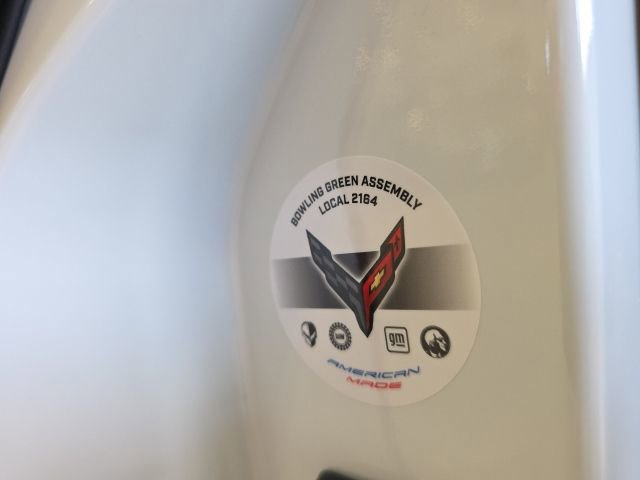 BOWLING GREEN ASSEMBLY
LOCAL 2164
gm
AMERICAN
MADE